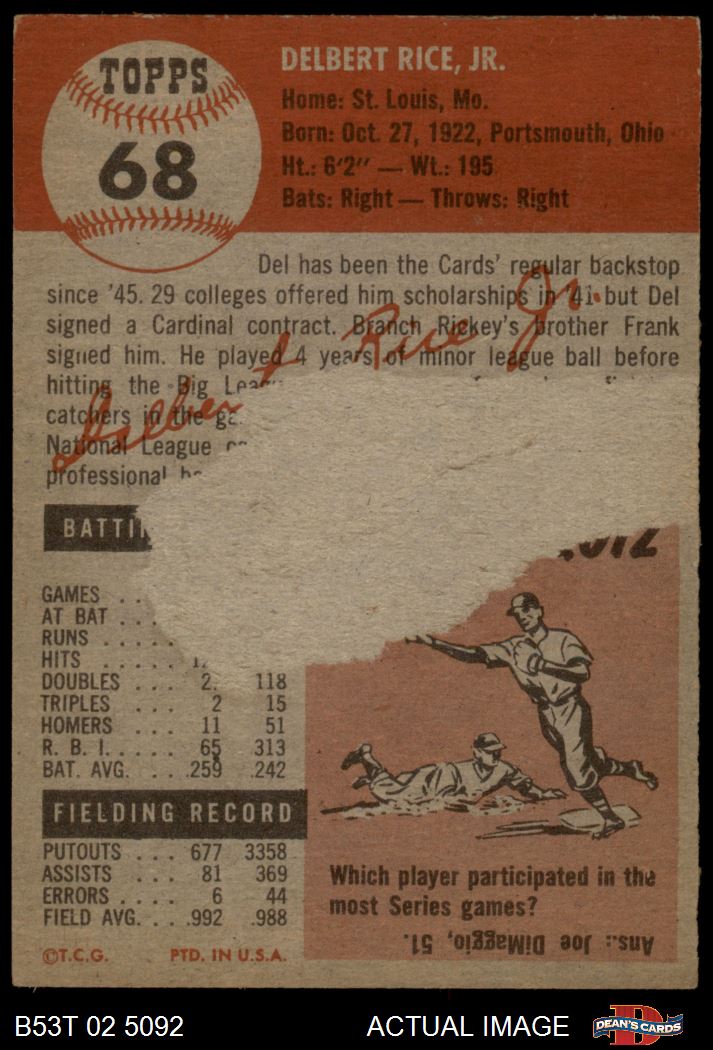 TOPPS
68
DELBERT RICE, JR.
Home: St. Louis, Mo.
Born: Oct. 27, 1922, Portsmouth, Ohio
Ht.: 6'2" — Wt.: 195
Bats: Right — Throws: Right
Del has been the Cards' regular backstop
since '45. 29 colleges offered him scholarships in '41 but Del
signed a Cardinal contract. Branch Rickey's brother Frank
signed him. He played 4 years of minor league ball before
hitting the Big
catchers in the
National League
professional
Delbert Rice Jr.
GAMES . .
AT BAT . . .
RUNS . . . .
HITS . . . . .
DOUBLES . . . 118
TRIPLES . . . 2 15
HOMERS . . . 11 51
R. B. I. . . . . 65 313
BAT. AVG. . . . .259 .242
FIELDING RECORD
PUTOUTS . . . 677 3358
ASSISTS . . . 81 369
ERRORS . . . . 6 44
FIELD AVG. . . . .992 .988
©T.C.G. PTD. IN U.S.A.
Which player participated in the
most Series games?
Ans.: Joe DiMaggio, 51.
B53T 02 5092 ACTUAL IMAGE
D
DEAN'S CARDS